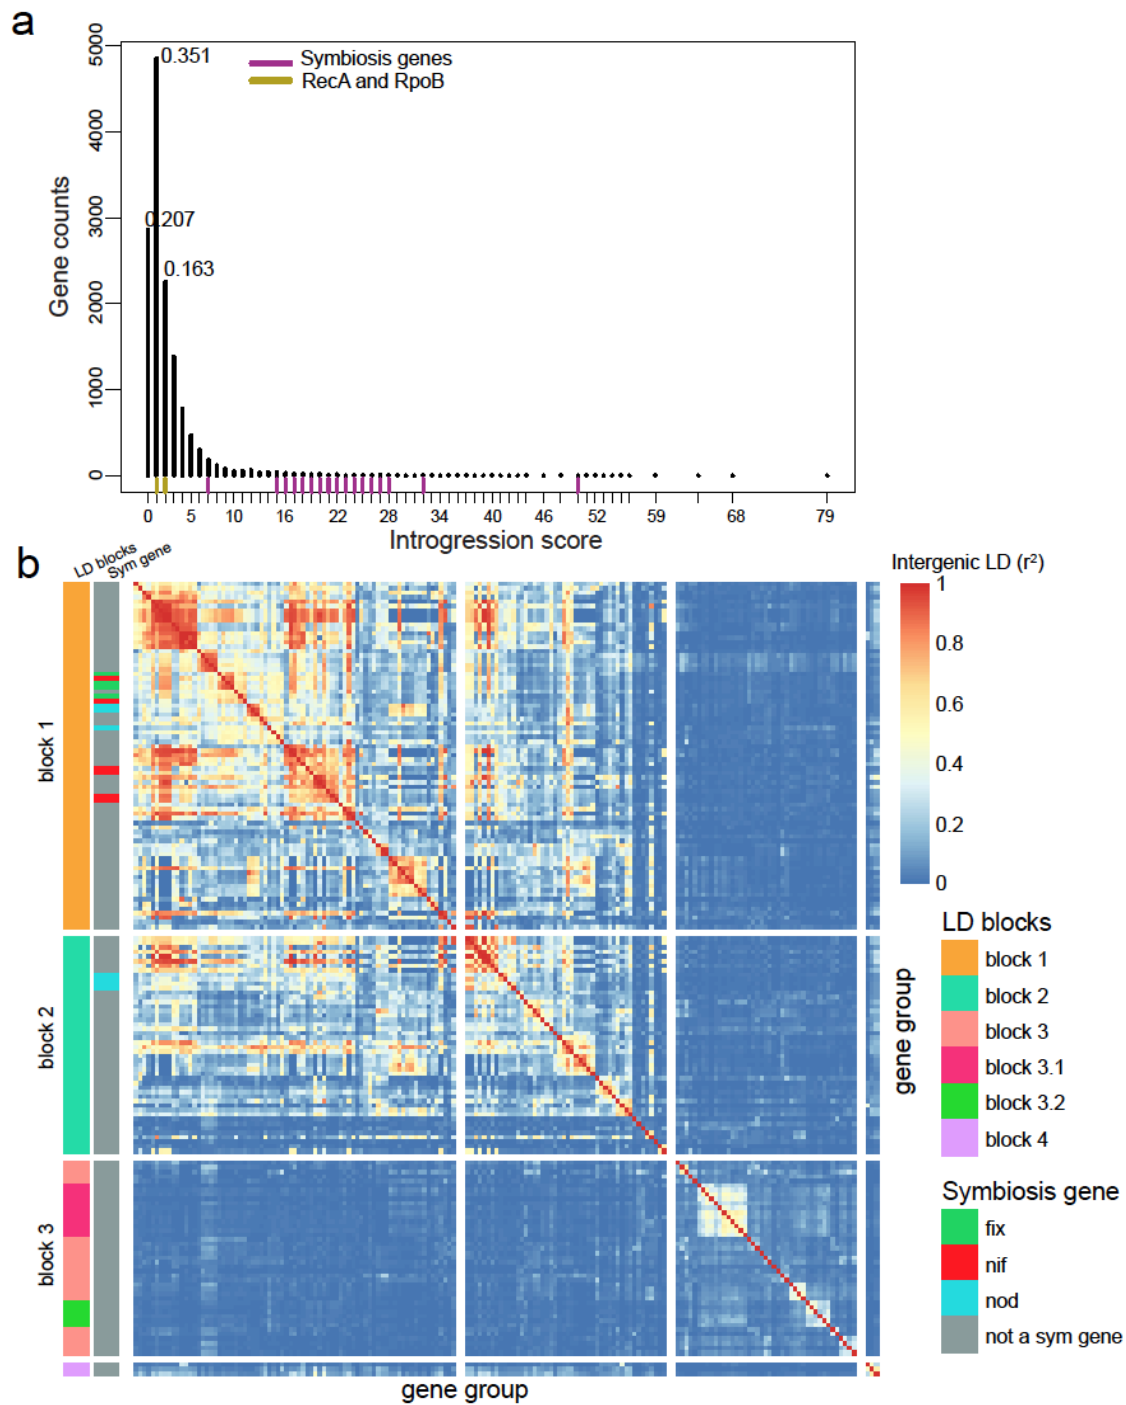 a
5000
4000
3000
2000
1000
0
Gene counts
0.351
0.207
0.163
Symbiosis genes
RecA and RpoB
0 5 10 16 22 28 34 40 46 52 59 68 79
Introgression score
b
LD blocks
Sym gene
block 1
block 2
block 3
gene group
gene group
Intergenic LD (r²)
1
0.8
0.6
0.4
0.2
0
LD blocks
block 1
block 2
block 3
block 3.1
block 3.2
block 4
Symbiosis gene
fix
nif
nod
not a sym gene